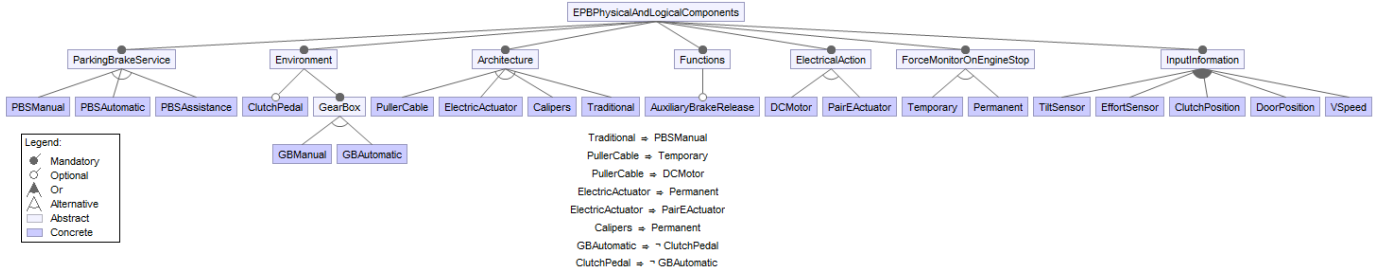 EPBPhysicalAndLogicalComponents
ParkingBrakeService Environment Architecture Functions ElectricalAction ForceMonitorOnEngineStop InputInformation
PBSManual PBSAutomatic PBSAssistance ClutchPedal GearBox PullerCable ElectricActuator Calipers Traditional AuxiliaryBrakeRelease DCMotor PairEActuator Temporary Permanent TiltSensor EffortSensor ClutchPosition DoorPosition VSpeed
GBManual GBAutomatic
Legend:
Mandatory
Optional
Or
Alternative
Abstract
Concrete
Traditional ⇒ PBSManual
PullerCable ⇒ Temporary
PullerCable ⇒ DCMotor
ElectricActuator ⇒ Permanent
ElectricActuator ⇒ PairEActuator
Calipers ⇒ Permanent
GBAutomatic ⇒ ¬ ClutchPedal
ClutchPedal ⇒ ¬ GBAutomatic